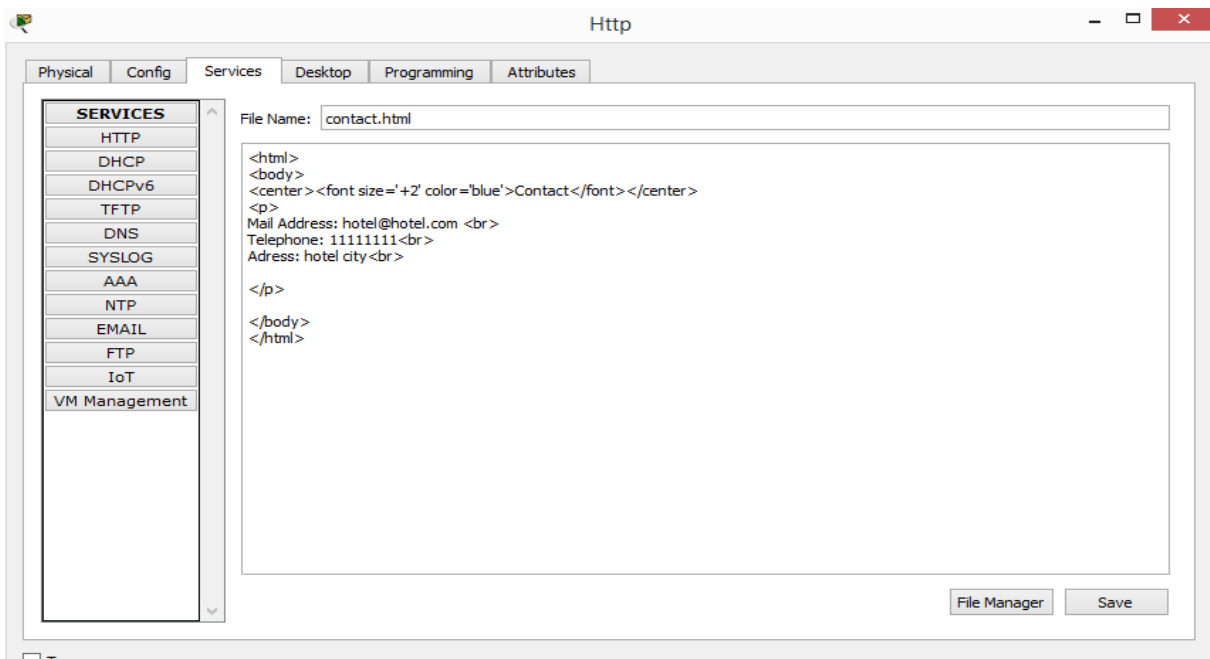 Http
Physical Config Services Desktop Programming Attributes
SERVICES
HTTP
DHCP
DHCPv6
TFTP
DNS
SYSLOG
AAA
NTP
EMAIL
FTP
IoT
VM Management
File Name: contact.html
<html>
<body>
<center><font size='+2' color='blue'>Contact</font></center>
<p>
Mail Address: hotel@hotel.com <br>
Telephone: 11111111<br>
Adress: hotel city<br>
</p>
</body>
</html>
File Manager Save